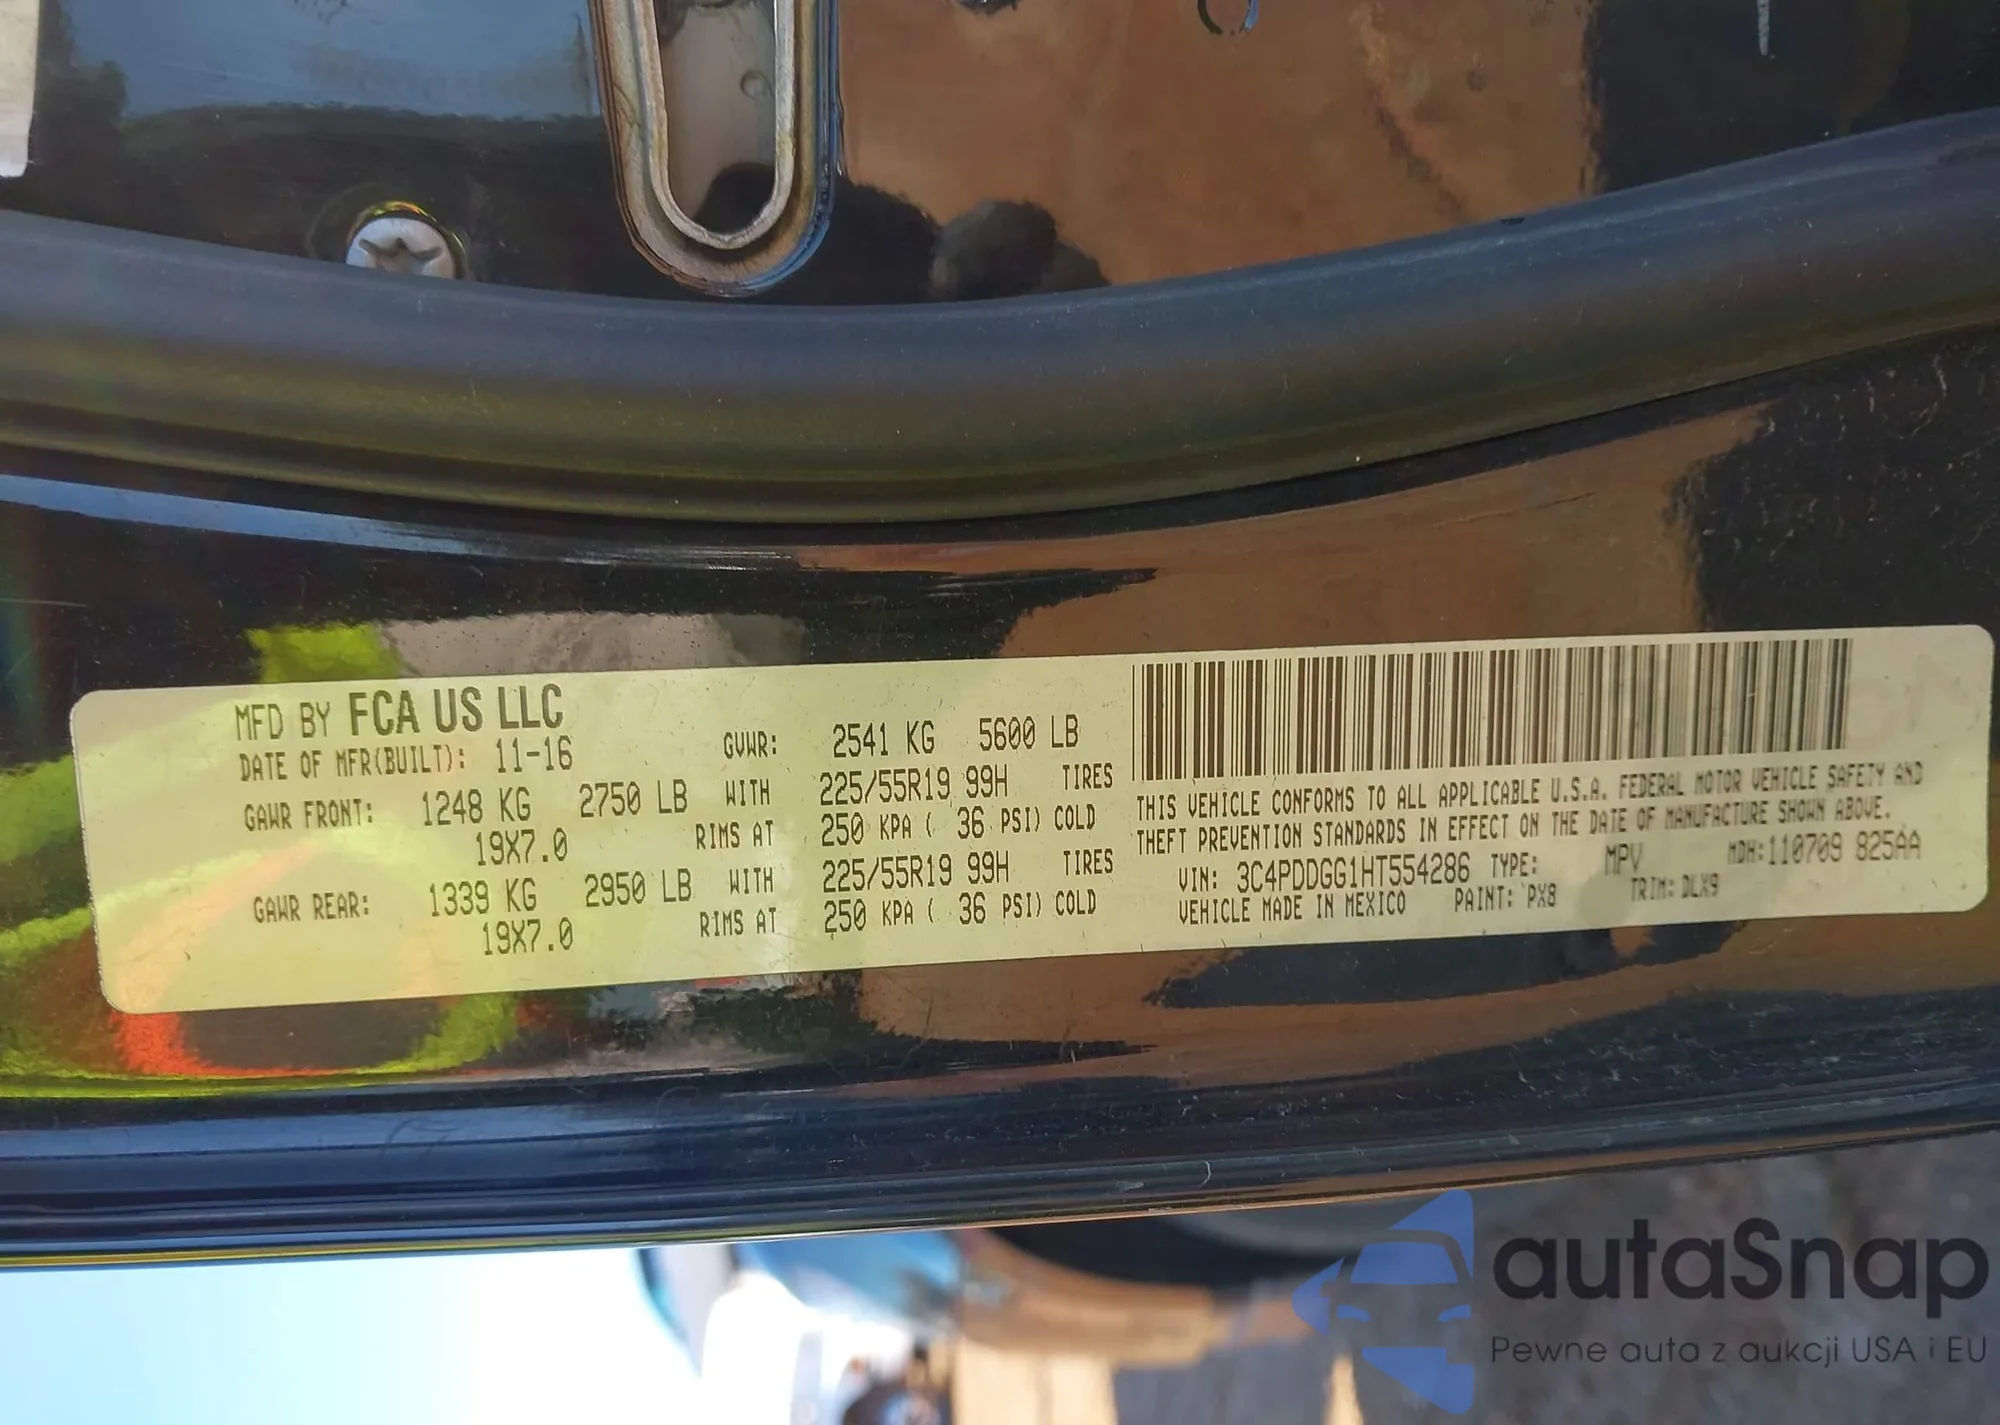 MFD BY FCA US LLC
DATE OF MFR(BUILT): 11-16 GVWR: 2541 KG 5600 LB
GAWR FRONT: 1248 KG 2750 LB WITH 225/55R19 99H TIRES
19X7.0 RIMS AT 250 KPA ( 36 PSI) COLD
GAWR REAR: 1339 KG 2950 LB WITH 225/55R19 99H TIRES
19X7.0 RIMS AT 250 KPA ( 36 PSI) COLD
THIS VEHICLE CONFORMS TO ALL APPLICABLE U.S.A. FEDERAL MOTOR VEHICLE SAFETY AND
THEFT PREVENTION STANDARDS IN EFFECT ON THE DATE OF MANUFACTURE SHOWN ABOVE.
VIN: 3C4PDDGG1HT554286 TYPE: MPV MDH:110709 825AA
VEHICLE MADE IN MEXICO PAINT: PX8 TRIM: DLX9
autaSnap
Pewne auta z aukcji USA i EU